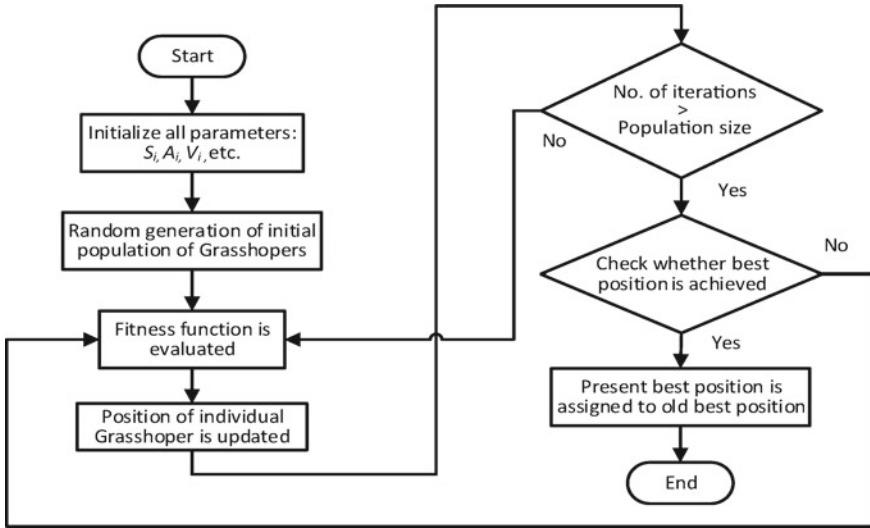 Start
Initialize all parameters:
Si, Ai, Vi, etc.
Random generation of initial
population of Grasshopers
Fitness function is
evaluated
Position of individual
Grasshoper is updated
No. of iterations
>
Population size
No
Yes
Check whether best
position is achieved
No
Yes
Present best position is
assigned to old best position
End